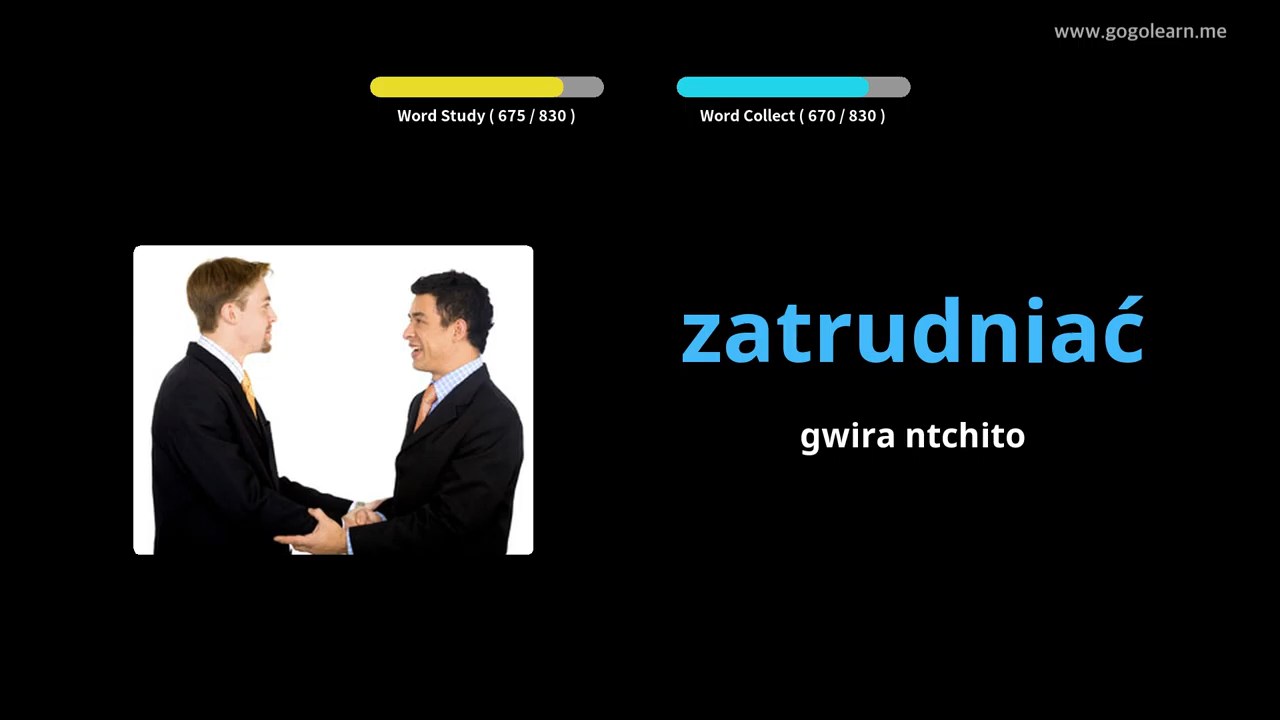 www.gogolearn.me
Word Study ( 675 / 830 )
Word Collect ( 670 / 830 )
zatrudniać
gwira ntchito